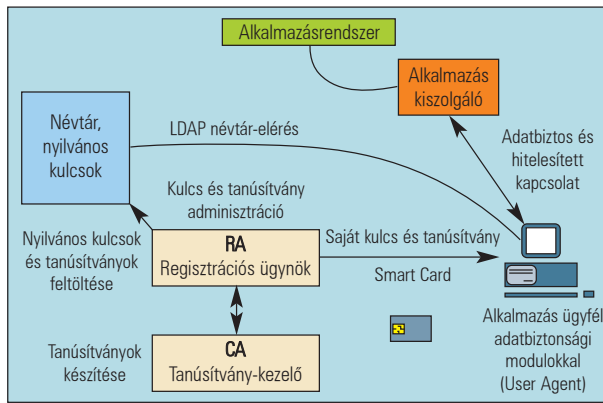 Alkalmazásrendszer
Alkalmazás
kiszolgáló
Névtár,
nyilvános
kulcsok
LDAP névtár-elérés
Adatbiztos és
hitelesített
kapcsolat
Kulcs és tanúsítvány
adminisztráció
Nyilvános kulcsok
és tanúsítványok
feltöltése
RA
Regisztrációs ügynök
Saját kulcs és tanúsítvány
Smart Card
Alkalmazás ügyfél
adatbiztonsági
modulokkal
(User Agent)
Tanúsítványok
készítése
CA
Tanúsítvány-kezelő